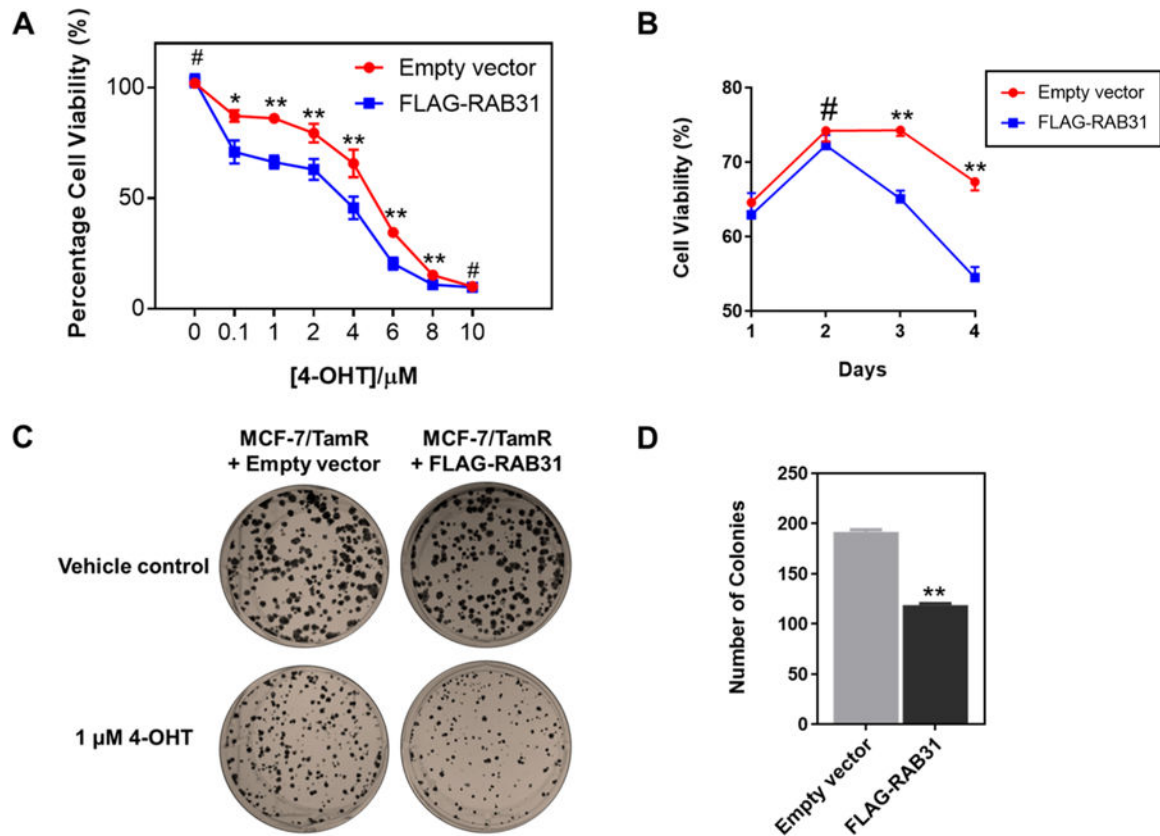 A
Percentage Cell Viability (%)
#
*
**
**
**
**
**
#
Empty vector
FLAG-RAB31
100
50
0
0 0.1 1 2 4 6 8 10
[4-OHT]/μM
B
Cell Viability (%)
#
**
**
Empty vector
FLAG-RAB31
80
70
60
50
1 2 3 4
Days
C
MCF-7/TamR
+ Empty vector
MCF-7/TamR
+ FLAG-RAB31
Vehicle control
1 μM 4-OHT
D
Number of Colonies
250
200
150
100
50
0
**
Empty vector
FLAG-RAB31